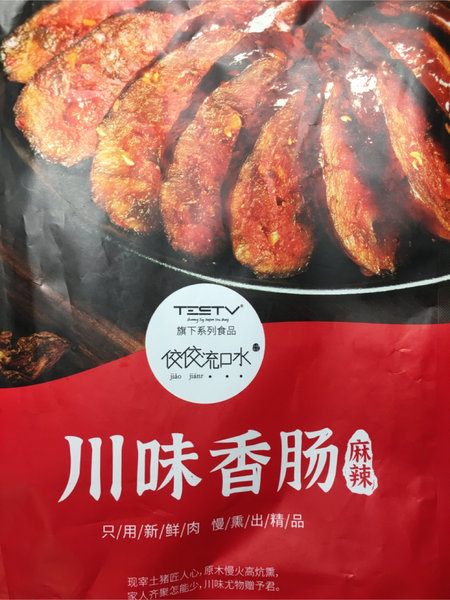 TESTV®
旗下系列食品
佼佼流口水
jiǎo jiànr
川味香肠
麻辣
只/用/新/鲜/肉 慢/熏/出/精/品
现宰土猪匠人心,原木慢火高炕熏,
家人齐聚怎能少,川味尤物赠予君。